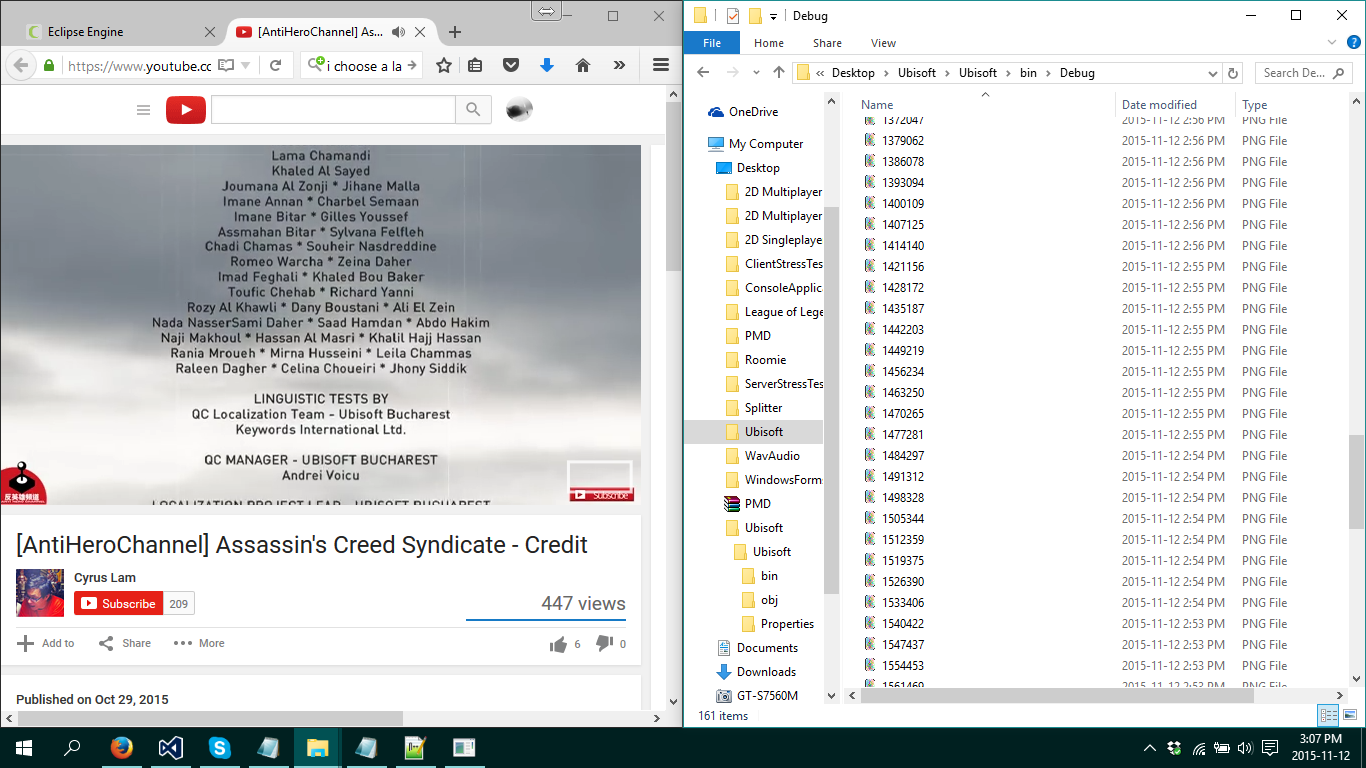 Eclipse Engine
[AntiHeroChannel] As...
https://www.youtube.co
i choose a la
Lama Chamandi
Khaled Al Sayed
Joumana Al Zonji * Jihane Malla
Imane Annan * Charbel Semaan
Imane Bitar * Gilles Youssef
Assmahan Bitar * Sylvana Felfleh
Chadi Chamas * Souheir Nasdreddine
Romeo Warcha * Zeina Daher
Imad Feghali * Khaled Bou Baker
Toufic Chehab * Richard Yanni
Rozy Al Khawli * Dany Boustani * Ali El Zein
Nada NasserSami Daher * Saad Hamdan * Abdo Hakim
Naji Makhoul * Hassan Al Masri * Khalil Hajj Hassan
Rania Mroueh * Mirna Husseini * Leila Chammas
Raleen Dagher * Celina Choueiri * Jhony Siddik
LINGUISTIC TESTS BY
QC Localization Team - Ubisoft Bucharest
Keywords International Ltd.
QC MANAGER - UBISOFT BUCHAREST
Andrei Voicu
LOCALIZATION PROJECT LEAD - UBISOFT BUCHAREST
反英雄頻道
Subscribe
[AntiHeroChannel] Assassin's Creed Syndicate - Credit
Cyrus Lam
Subscribe 209
447 views
Add to Share More
6 0
Published on Oct 29, 2015
Debug
File Home Share View
« Desktop Ubisoft Ubisoft bin Debug
Search De...
OneDrive
My Computer
Desktop
2D Multiplayer
2D Multiplayer
2D Singleplaye
ClientStressTes
ConsoleApplica
League of Lege
PMD
Roomie
ServerStressTes
Splitter
Ubisoft
WavAudio
WindowsForm
PMD
Ubisoft
Ubisoft
bin
obj
Properties
Documents
Downloads
GT-S7560M
Name Date modified Type
1372047 2015-11-12 2:56 PM PNG File
1379062 2015-11-12 2:56 PM PNG File
1386078 2015-11-12 2:56 PM PNG File
1393094 2015-11-12 2:56 PM PNG File
1400109 2015-11-12 2:56 PM PNG File
1407125 2015-11-12 2:56 PM PNG File
1414140 2015-11-12 2:56 PM PNG File
1421156 2015-11-12 2:55 PM PNG File
1428172 2015-11-12 2:55 PM PNG File
1435187 2015-11-12 2:55 PM PNG File
1442203 2015-11-12 2:55 PM PNG File
1449219 2015-11-12 2:55 PM PNG File
1456234 2015-11-12 2:55 PM PNG File
1463250 2015-11-12 2:55 PM PNG File
1470265 2015-11-12 2:55 PM PNG File
1477281 2015-11-12 2:55 PM PNG File
1484297 2015-11-12 2:54 PM PNG File
1491312 2015-11-12 2:54 PM PNG File
1498328 2015-11-12 2:54 PM PNG File
1505344 2015-11-12 2:54 PM PNG File
1512359 2015-11-12 2:54 PM PNG File
1519375 2015-11-12 2:54 PM PNG File
1526390 2015-11-12 2:54 PM PNG File
1533406 2015-11-12 2:54 PM PNG File
1540422 2015-11-12 2:53 PM PNG File
1547437 2015-11-12 2:53 PM PNG File
1554453 2015-11-12 2:53 PM PNG File
1561469 2015-11-12 2:53 PM PNG File
161 items
3:07 PM
2015-11-12